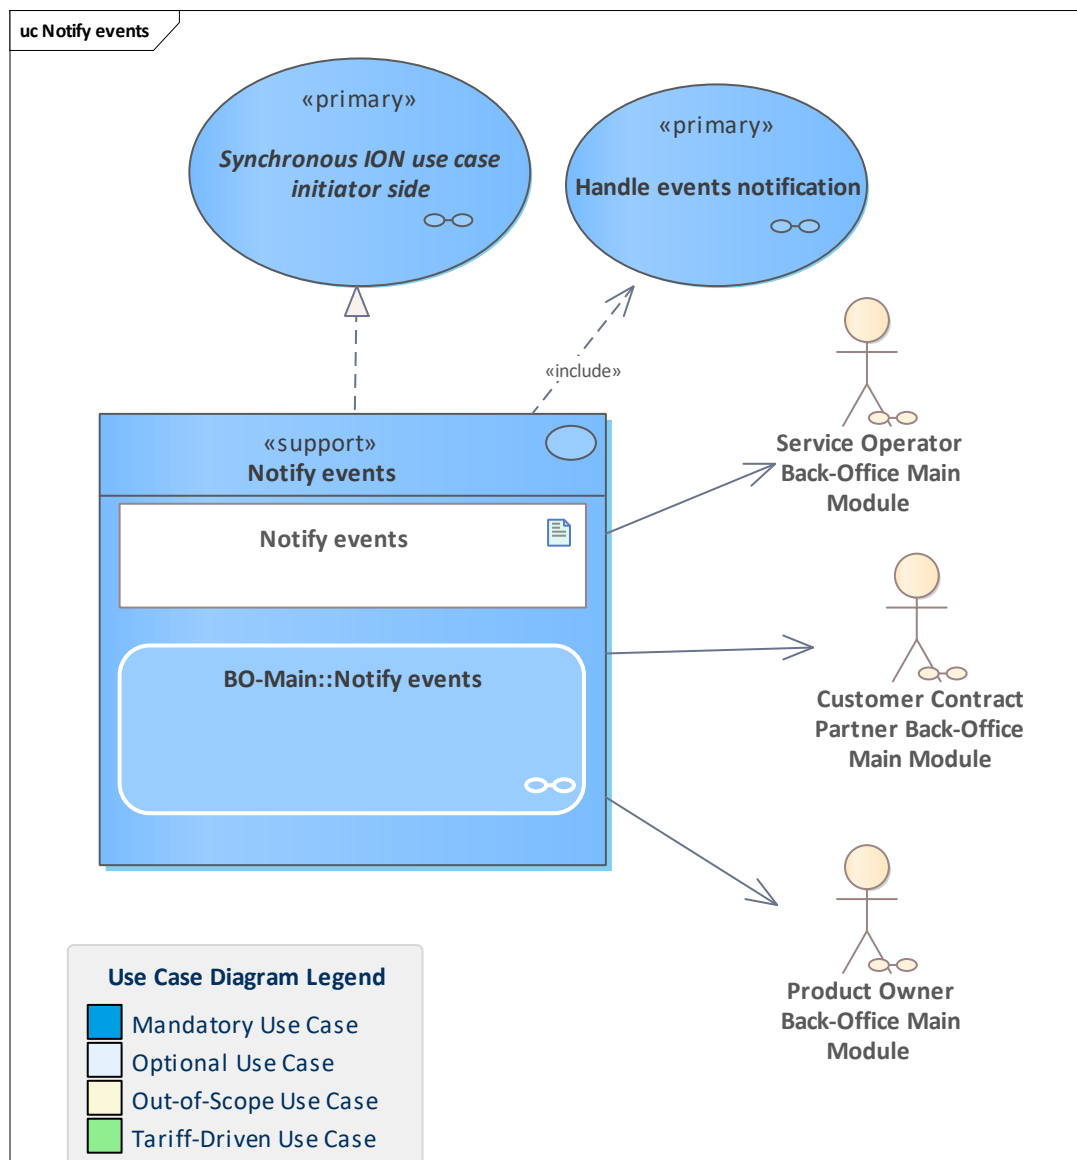 uc Notify events
«primary»
Synchronous ION use case
initiator side
«primary»
Handle events notification
«include»
«support»
Notify events
Notify events
BO-Main::Notify events
Service Operator
Back-Office Main
Module
Customer Contract
Partner Back-Office
Main Module
Product Owner
Back-Office Main
Module
Use Case Diagram Legend
Mandatory Use Case
Optional Use Case
Out-of-Scope Use Case
Tariff-Driven Use Case